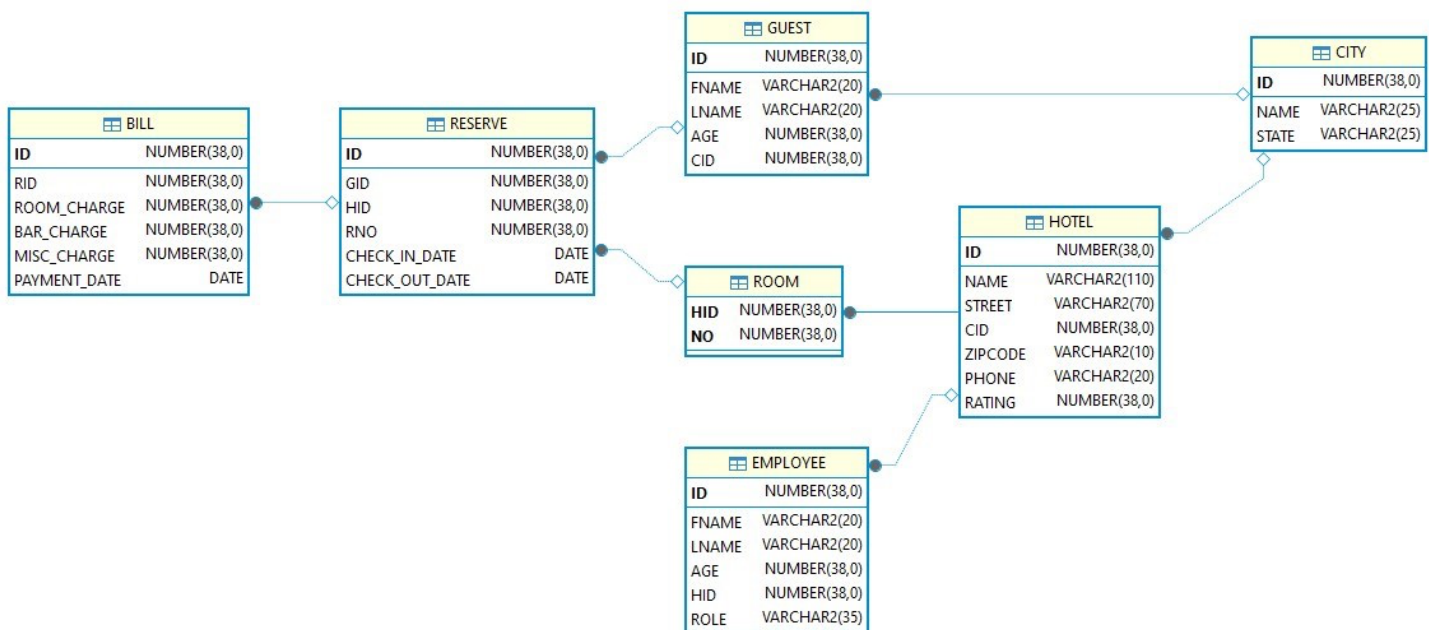 GUEST
ID NUMBER(38,0)
FNAME VARCHAR2(20)
LNAME VARCHAR2(20)
AGE NUMBER(38,0)
CID NUMBER(38,0)
CITY
ID NUMBER(38,0)
NAME VARCHAR2(25)
STATE VARCHAR2(25)
BILL
ID NUMBER(38,0)
RID NUMBER(38,0)
ROOM_CHARGE NUMBER(38,0)
BAR_CHARGE NUMBER(38,0)
MISC_CHARGE NUMBER(38,0)
PAYMENT_DATE DATE
RESERVE
ID NUMBER(38,0)
GID NUMBER(38,0)
HID NUMBER(38,0)
RNO NUMBER(38,0)
CHECK_IN_DATE DATE
CHECK_OUT_DATE DATE
HOTEL
ID NUMBER(38,0)
NAME VARCHAR2(110)
STREET VARCHAR2(70)
CID NUMBER(38,0)
ZIPCODE VARCHAR2(10)
PHONE VARCHAR2(20)
RATING NUMBER(38,0)
ROOM
HID NUMBER(38,0)
NO NUMBER(38,0)
EMPLOYEE
ID NUMBER(38,0)
FNAME VARCHAR2(20)
LNAME VARCHAR2(20)
AGE NUMBER(38,0)
HID NUMBER(38,0)
ROLE VARCHAR2(35)